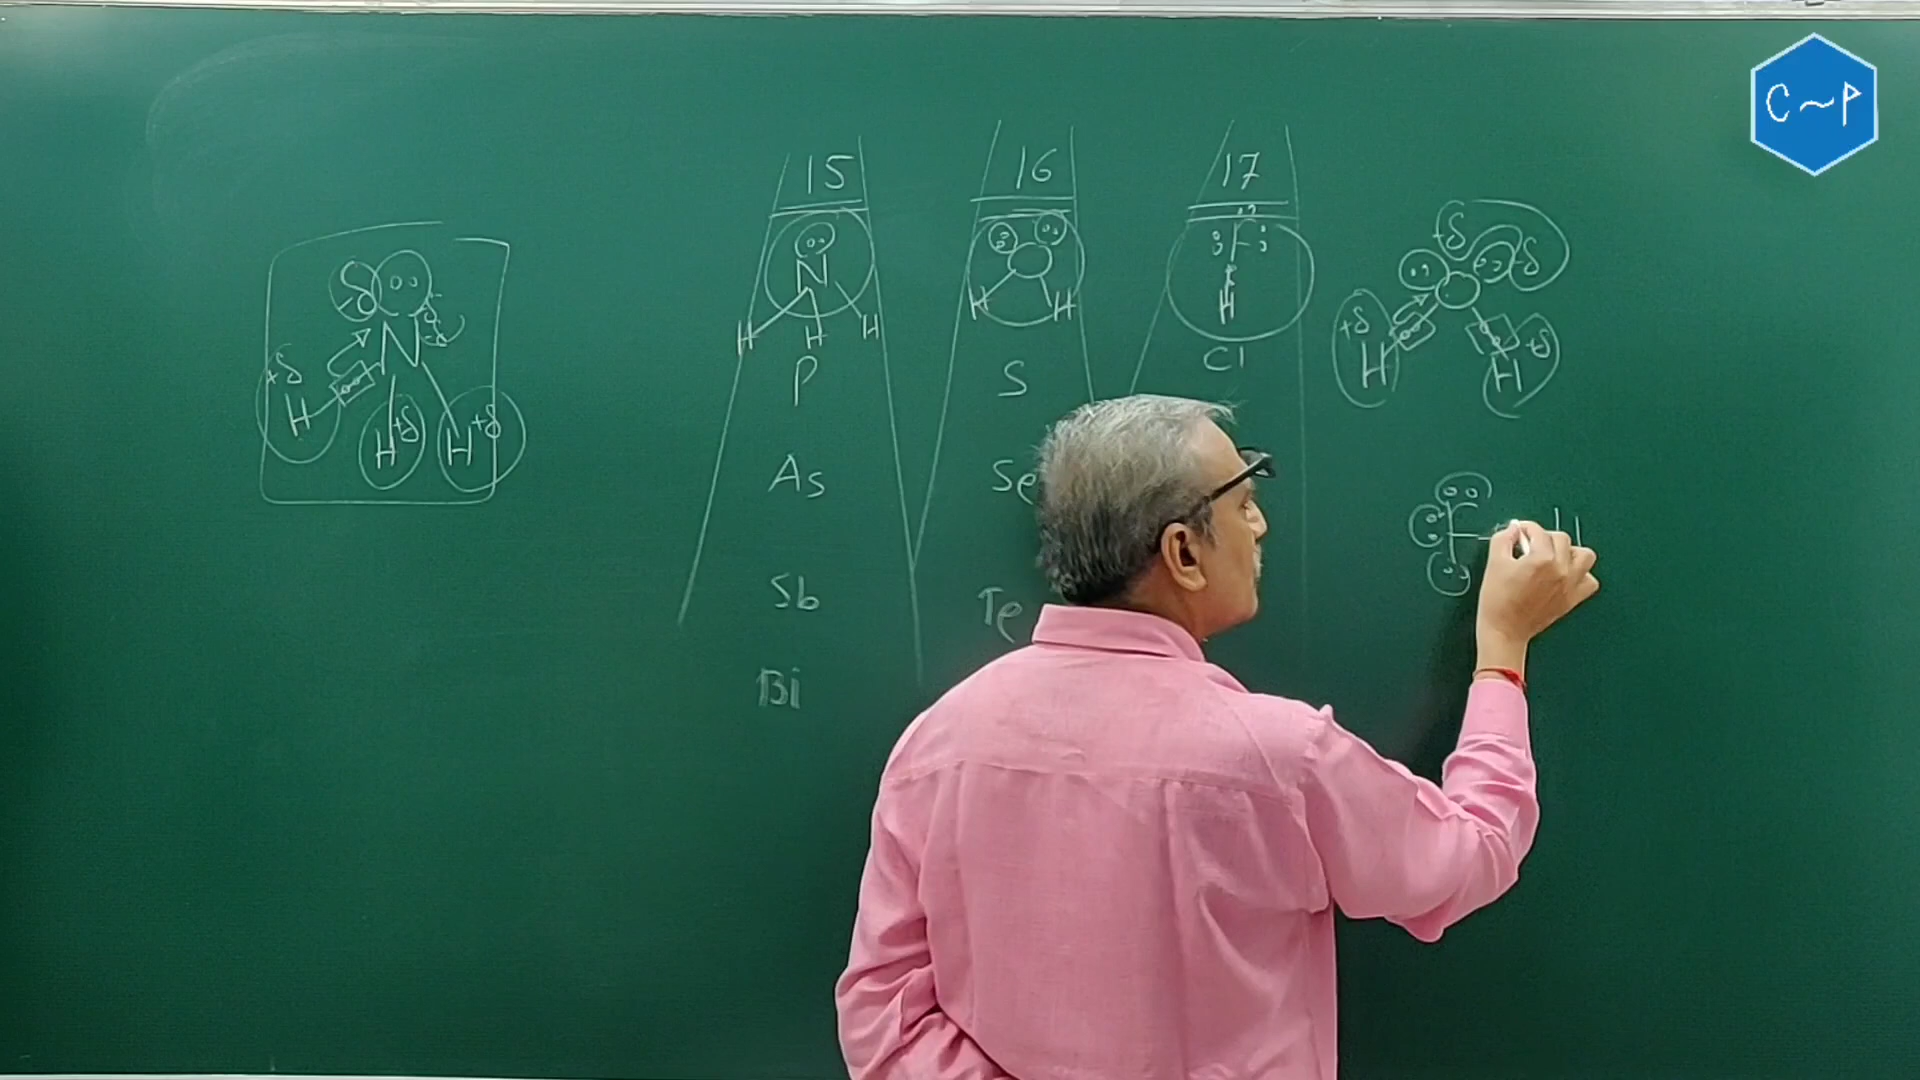 C~P
15 16 17
-δ
N
+δ
H
H +δ
H +δ
N
H H H
P
As
Sb
Bi
O
H H
S
Se
Te
F
H
Cl
+δ -δ
O
+δ
H
H +δ
F H